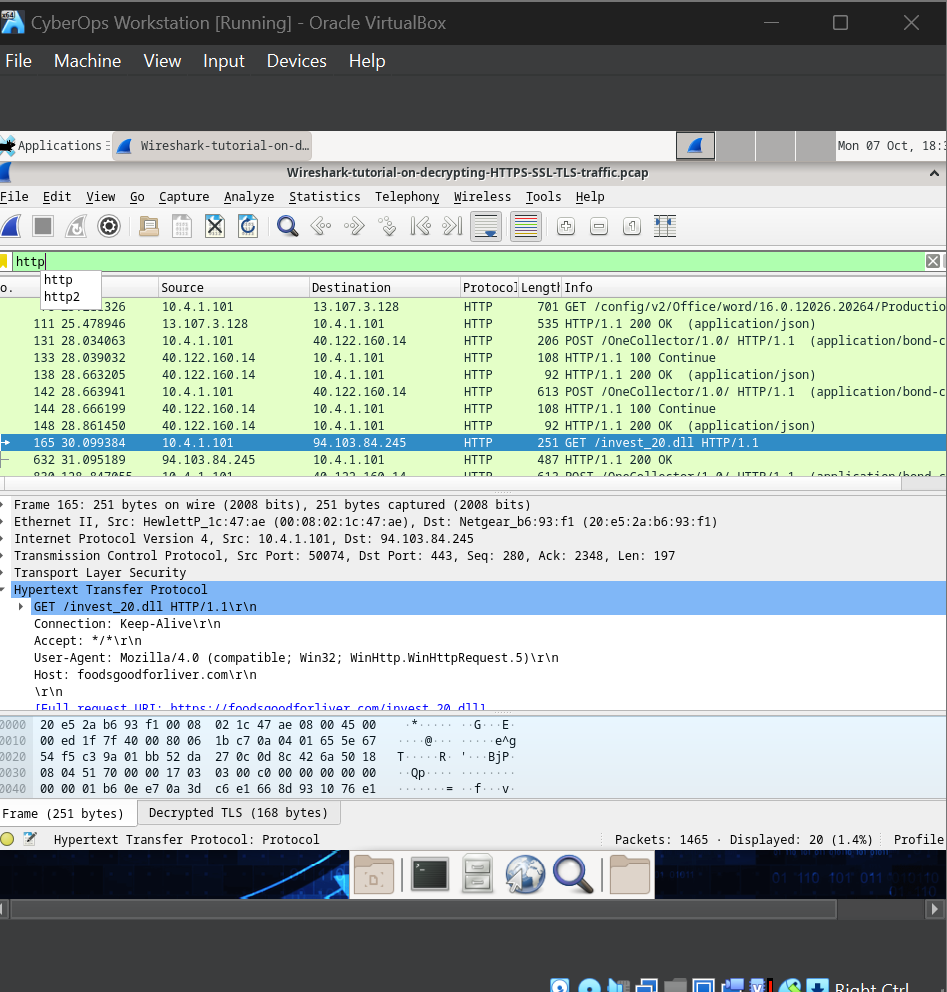 CyberOps Workstation [Running] - Oracle VirtualBox
File Machine View Input Devices Help
Applications Wireshark-tutorial-on-d… Mon 07 Oct, 18:
Wireshark-tutorial-on-decrypting-HTTPS-SSL-TLS-traffic.pcap
File Edit View Go Capture Analyze Statistics Telephony Wireless Tools Help
http
http
http2
o. Source Destination Protocol Length Info
326 10.4.1.101 13.107.3.128 HTTP 701 GET /config/v2/Office/word/16.0.12026.20264/Productio
111 25.478946 13.107.3.128 10.4.1.101 HTTP 535 HTTP/1.1 200 OK (application/json)
131 28.034063 10.4.1.101 40.122.160.14 HTTP 206 POST /OneCollector/1.0/ HTTP/1.1 (application/bond-c
133 28.039032 40.122.160.14 10.4.1.101 HTTP 108 HTTP/1.1 100 Continue
138 28.663205 40.122.160.14 10.4.1.101 HTTP 92 HTTP/1.1 200 OK (application/json)
142 28.663941 10.4.1.101 40.122.160.14 HTTP 613 POST /OneCollector/1.0/ HTTP/1.1 (application/bond-c
144 28.666199 40.122.160.14 10.4.1.101 HTTP 108 HTTP/1.1 100 Continue
148 28.861450 40.122.160.14 10.4.1.101 HTTP 92 HTTP/1.1 200 OK (application/json)
165 30.099384 10.4.1.101 94.103.84.245 HTTP 251 GET /invest_20.dll HTTP/1.1
632 31.095189 94.103.84.245 10.4.1.101 HTTP 487 HTTP/1.1 200 OK
Frame 165: 251 bytes on wire (2008 bits), 251 bytes captured (2008 bits)
Ethernet II, Src: HewlettP_1c:47:ae (00:08:02:1c:47:ae), Dst: Netgear_b6:93:f1 (20:e5:2a:b6:93:f1)
Internet Protocol Version 4, Src: 10.4.1.101, Dst: 94.103.84.245
Transmission Control Protocol, Src Port: 50074, Dst Port: 443, Seq: 280, Ack: 2348, Len: 197
Transport Layer Security
Hypertext Transfer Protocol
GET /invest_20.dll HTTP/1.1\r\n
Connection: Keep-Alive\r\n
Accept: */*\r\n
User-Agent: Mozilla/4.0 (compatible; Win32; WinHttp.WinHttpRequest.5)\r\n
Host: foodsgoodforliver.com\r\n
\r\n
[Full request URI: https://foodsgoodforliver.com/invest_20.dll]
0000 20 e5 2a b6 93 f1 00 08 02 1c 47 ae 08 00 45 00 ·*····· ··G···E·
0010 00 ed 1f 7f 40 00 80 06 1b c7 0a 04 01 65 5e 67 ····@··· ·····e^g
0020 54 f5 c3 9a 01 bb 52 da 27 0c 0d 8c 42 6a 50 18 T·····R· '···BjP·
0030 08 04 51 70 00 00 17 03 03 00 c0 00 00 00 00 00 ··Qp···· ········
0040 00 00 01 b6 0e e7 0a 3d c6 e1 66 8d 93 10 76 e1 ·······= ··f···v·
Frame (251 bytes) Decrypted TLS (168 bytes)
Hypertext Transfer Protocol: Protocol Packets: 1465 · Displayed: 20 (1.4%) Profile
Right Ctrl